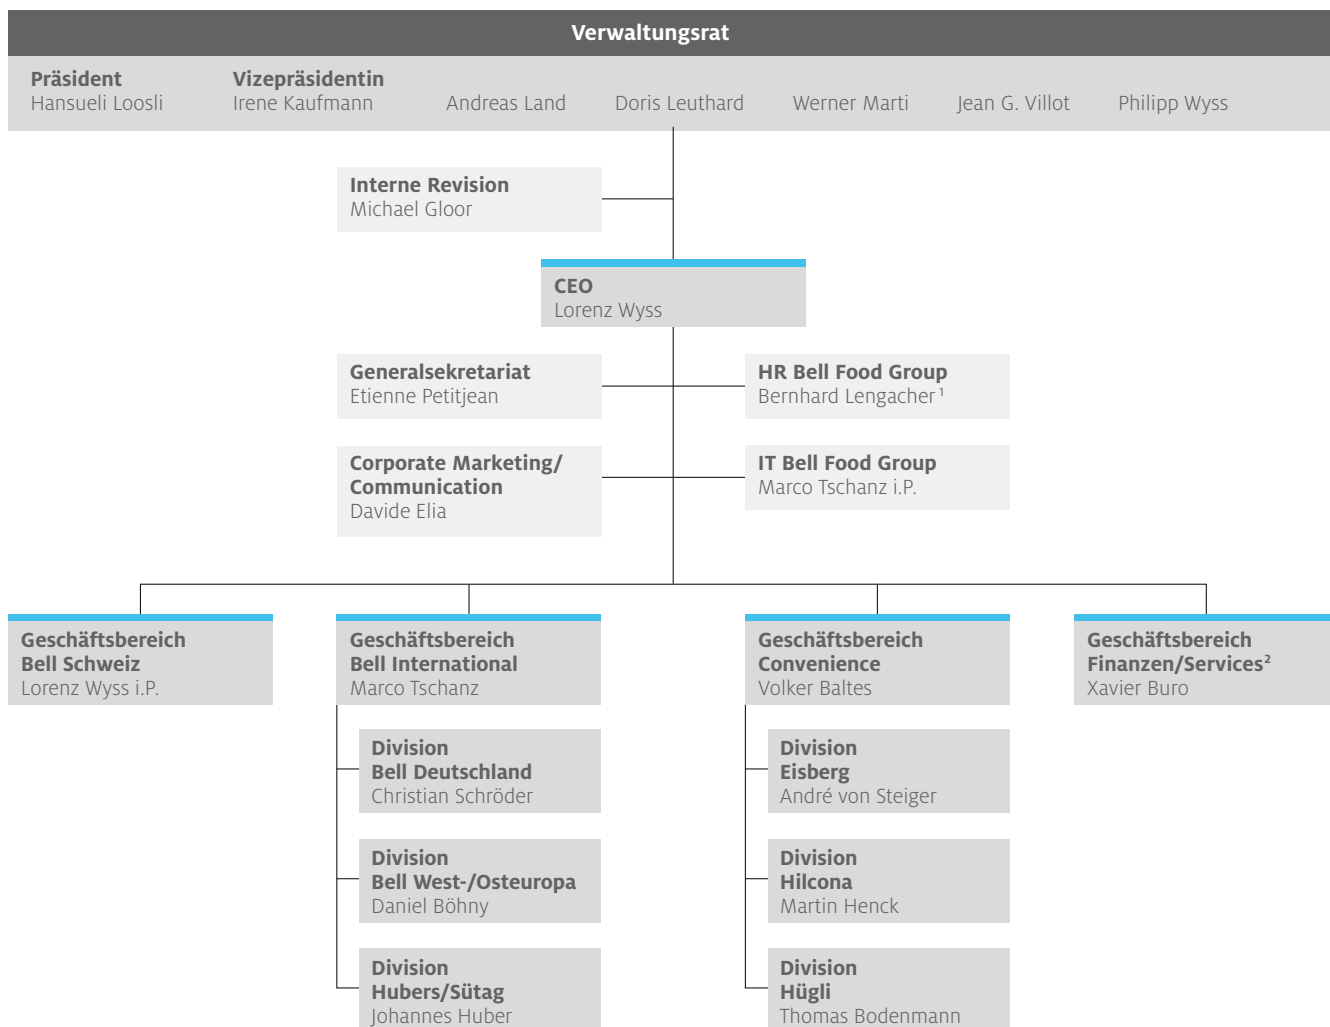 Verwaltungsrat
Präsident
Hansueli Loosli
Vizepräsidentin
Irene Kaufmann
Andreas Land
Doris Leuthard
Werner Marti
Jean G. Villot
Philipp Wyss
Interne Revision
Michael Gloor
CEO
Lorenz Wyss
Generalsekretariat
Etienne Petitjean
HR Bell Food Group
Bernhard Lengacher¹
Corporate Marketing/
Communication
Davide Elia
IT Bell Food Group
Marco Tschanz i.P.
Geschäftsbereich
Bell Schweiz
Lorenz Wyss i.P.
Geschäftsbereich
Bell International
Marco Tschanz
Geschäftsbereich
Convenience
Volker Baltes
Geschäftsbereich
Finanzen/Services²
Xavier Buro
Division
Bell Deutschland
Christian Schröder
Division
Bell West-/Osteuropa
Daniel Böhny
Division
Hubers/Sütag
Johannes Huber
Division
Eisberg
André von Steiger
Division
Hilcona
Martin Henck
Division
Hügli
Thomas Bodenmann